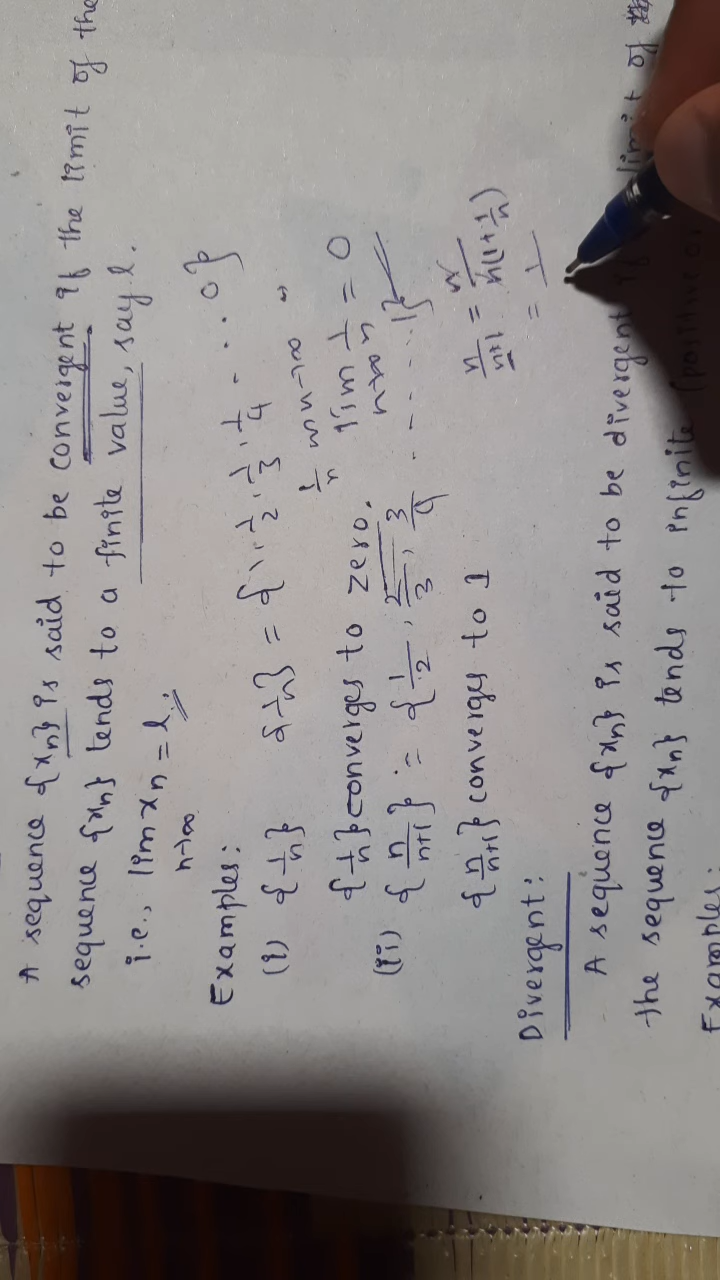 A sequence {xn} is said to be convergent if the limit of the
sequence {xn} tends to a finite value, say l.
i.e., lim xn = l.
n→∞
Examples:
(i) {1/n} {1/n} = {1, 1/2, 1/3, 1/4 - . . . 0}
1/n as n→∞
{1/n} converges to zero. lim 1/n = 0
n→∞
(ii) {n/n+1} = {1/2, 2/3, 3/4 . - - . . . 1}
{n/n+1} converges to 1 n/n+1 = n/n(1+1/n)
= 1
Divergent:
A sequence {xn} is said to be divergent if limit of
the sequence {xn} tends to infinite (positive
Examples: